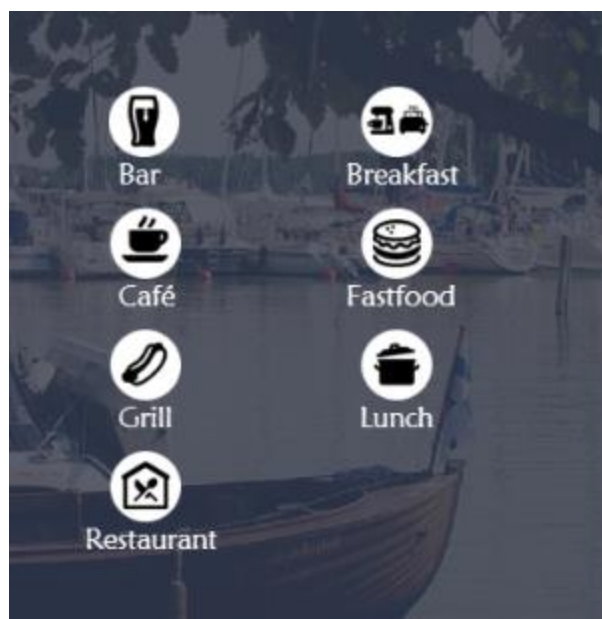 Bar
Breakfast
Café
Fastfood
Grill
Lunch
Restaurant